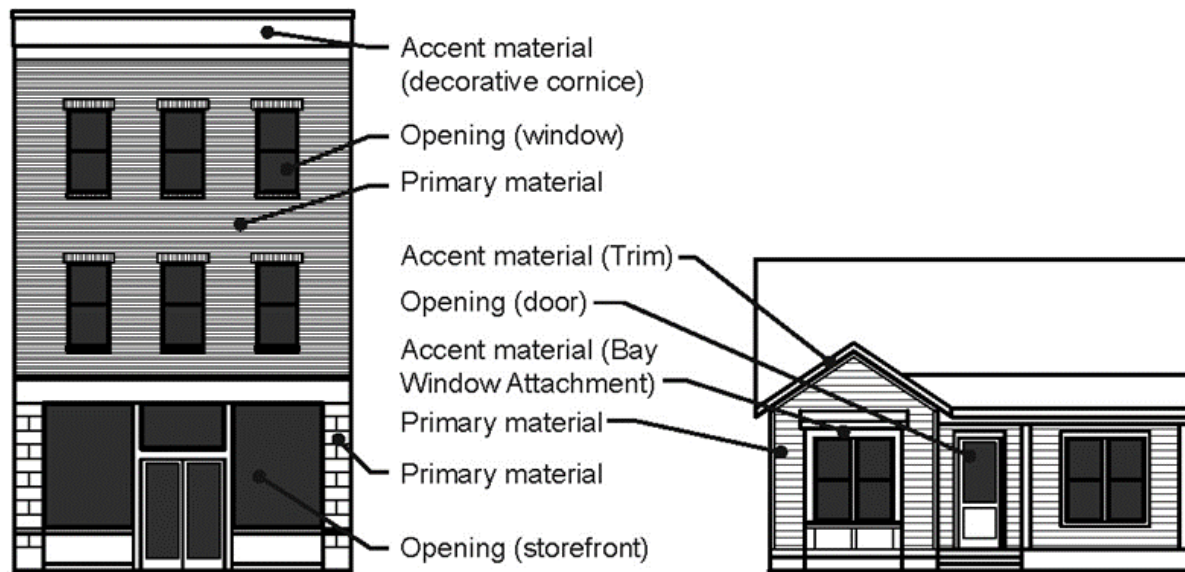 Accent material
(decorative cornice)
Opening (window)
Primary material
Accent material (Trim)
Opening (door)
Accent material (Bay
Window Attachment)
Primary material
Primary material
Opening (storefront)